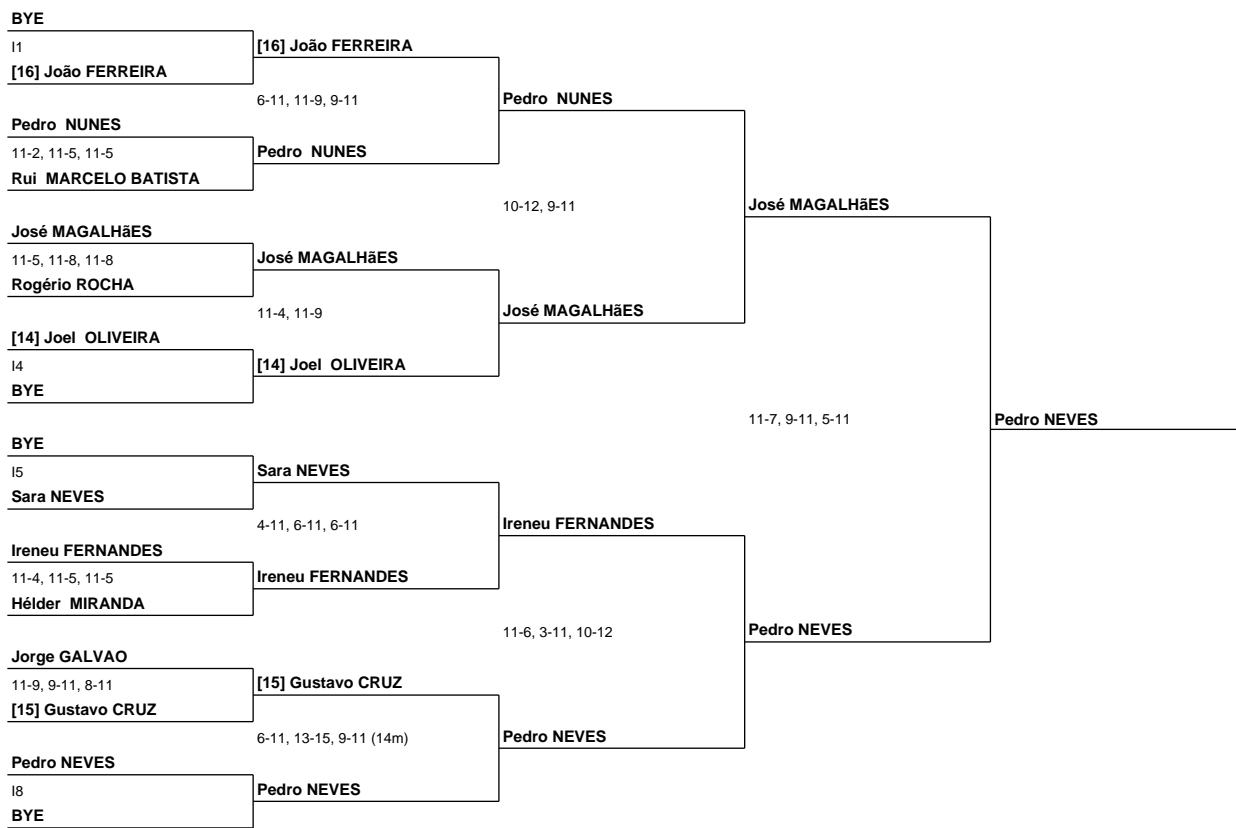 BYE
I1
[16] João FERREIRA
[16] João FERREIRA
6-11, 11-9, 9-11
Pedro NUNES
Pedro NUNES
11-2, 11-5, 11-5
Pedro NUNES
Rui MARCELO BATISTA
10-12, 9-11
José MAGALHãES
José MAGALHãES
11-5, 11-8, 11-8
José MAGALHãES
Rogério ROCHA
11-4, 11-9
José MAGALHãES
[14] Joel OLIVEIRA
I4
[14] Joel OLIVEIRA
BYE
11-7, 9-11, 5-11
Pedro NEVES
BYE
I5
Sara NEVES
Sara NEVES
4-11, 6-11, 6-11
Ireneu FERNANDES
Ireneu FERNANDES
11-4, 11-5, 11-5
Ireneu FERNANDES
Hélder MIRANDA
11-6, 3-11, 10-12
Pedro NEVES
Jorge GALVAO
11-9, 9-11, 8-11
[15] Gustavo CRUZ
[15] Gustavo CRUZ
6-11, 13-15, 9-11 (14m)
Pedro NEVES
Pedro NEVES
I8
Pedro NEVES
BYE